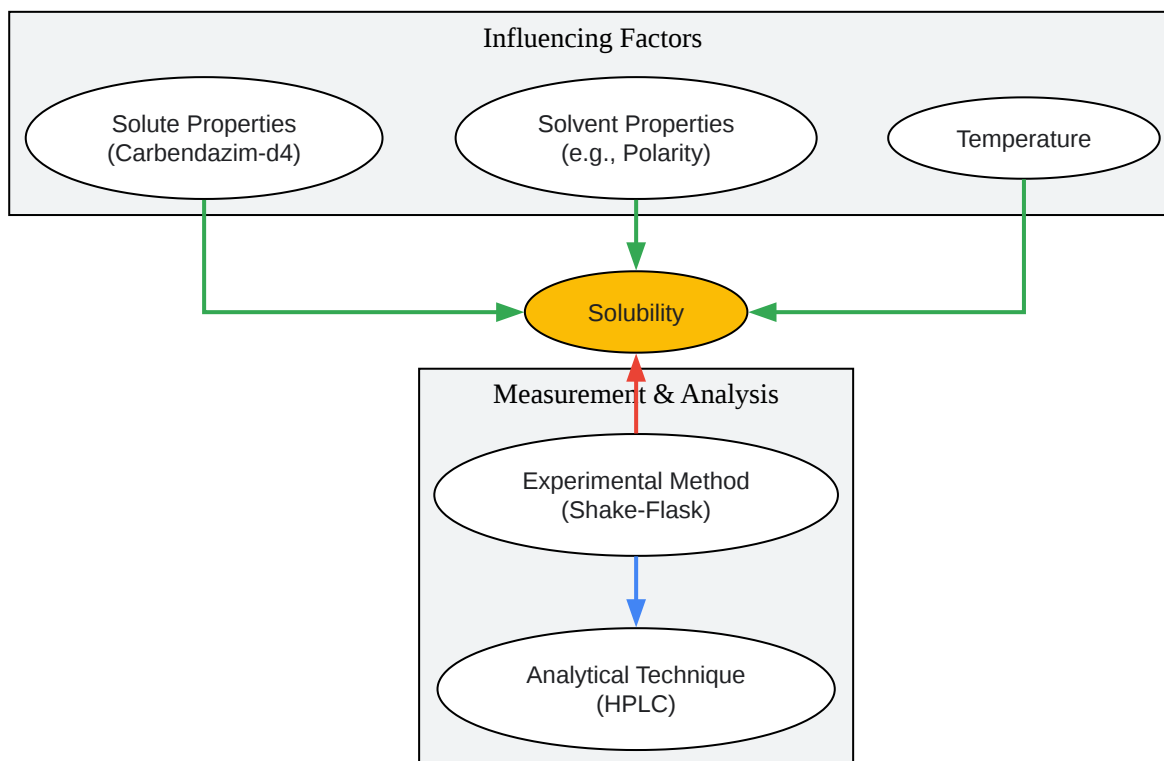 Influencing Factors
Solute Properties
(Carbendazim-d4)
Solvent Properties
(e.g., Polarity)
Temperature
Solubility
Measurement & Analysis
Experimental Method
(Shake-Flask)
Analytical Technique
(HPLC)